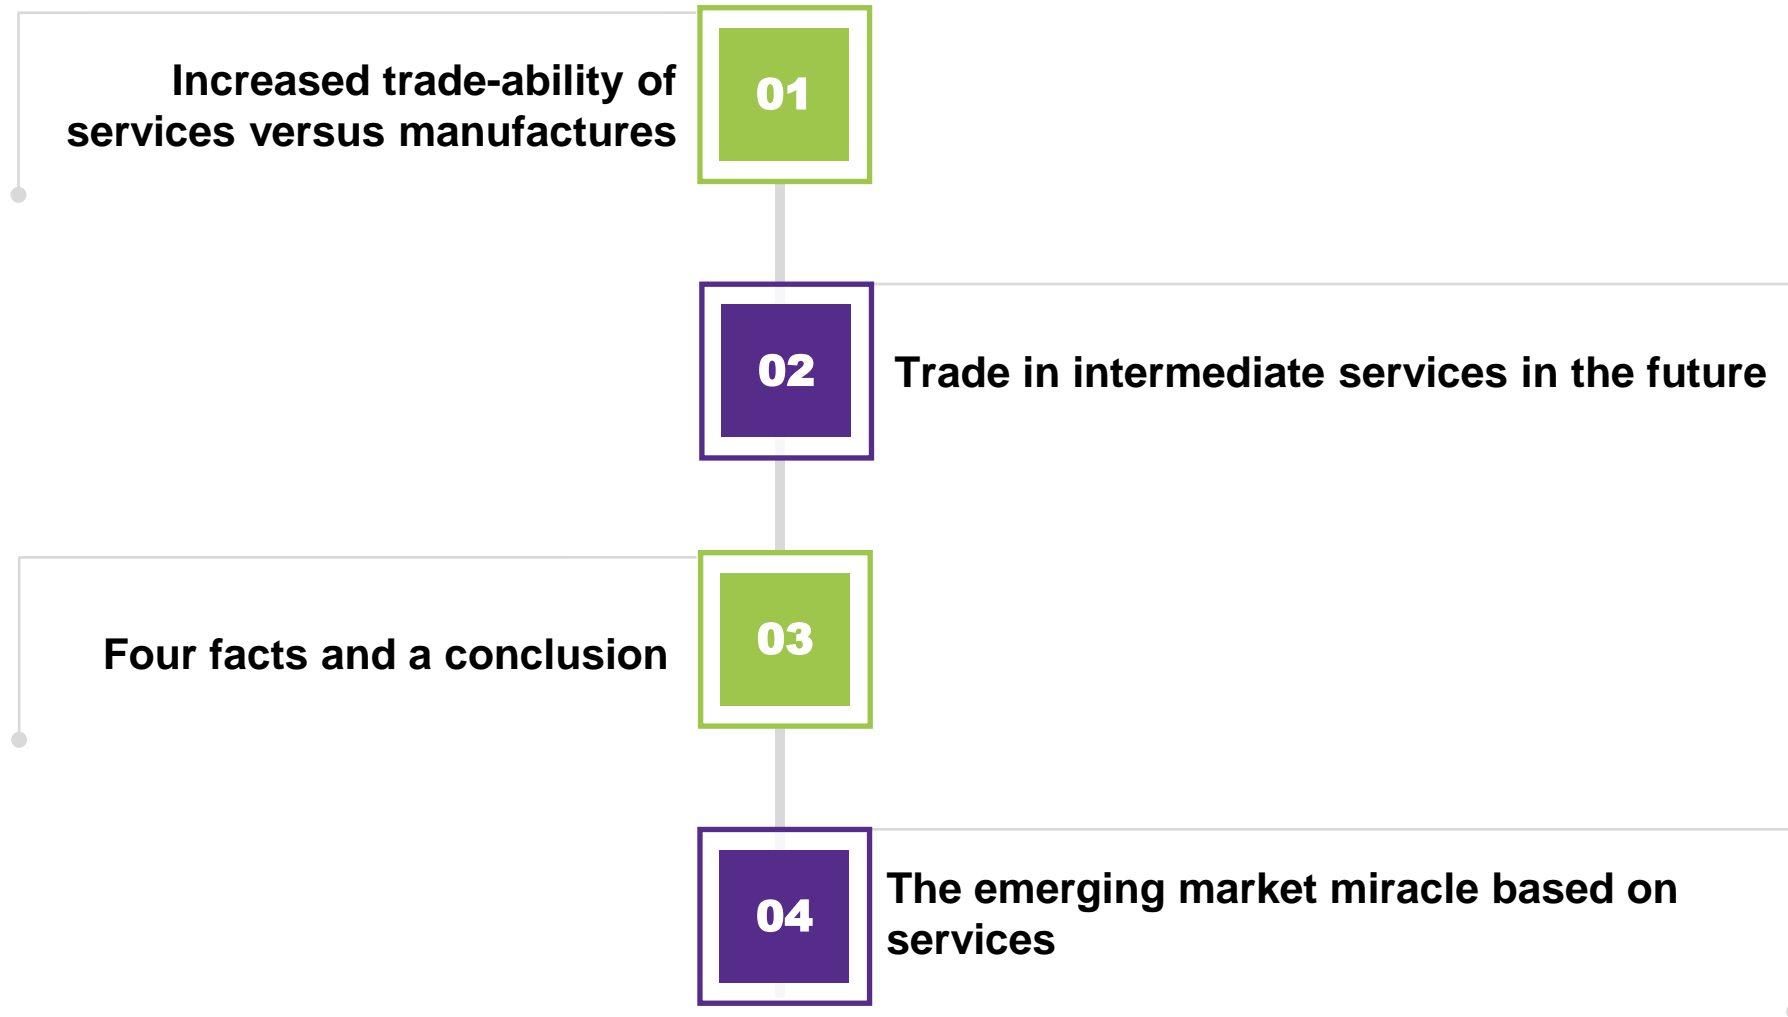 Increased trade-ability of
services versus manufactures
01
02
Trade in intermediate services in the future
Four facts and a conclusion
03
04
The emerging market miracle based on
services